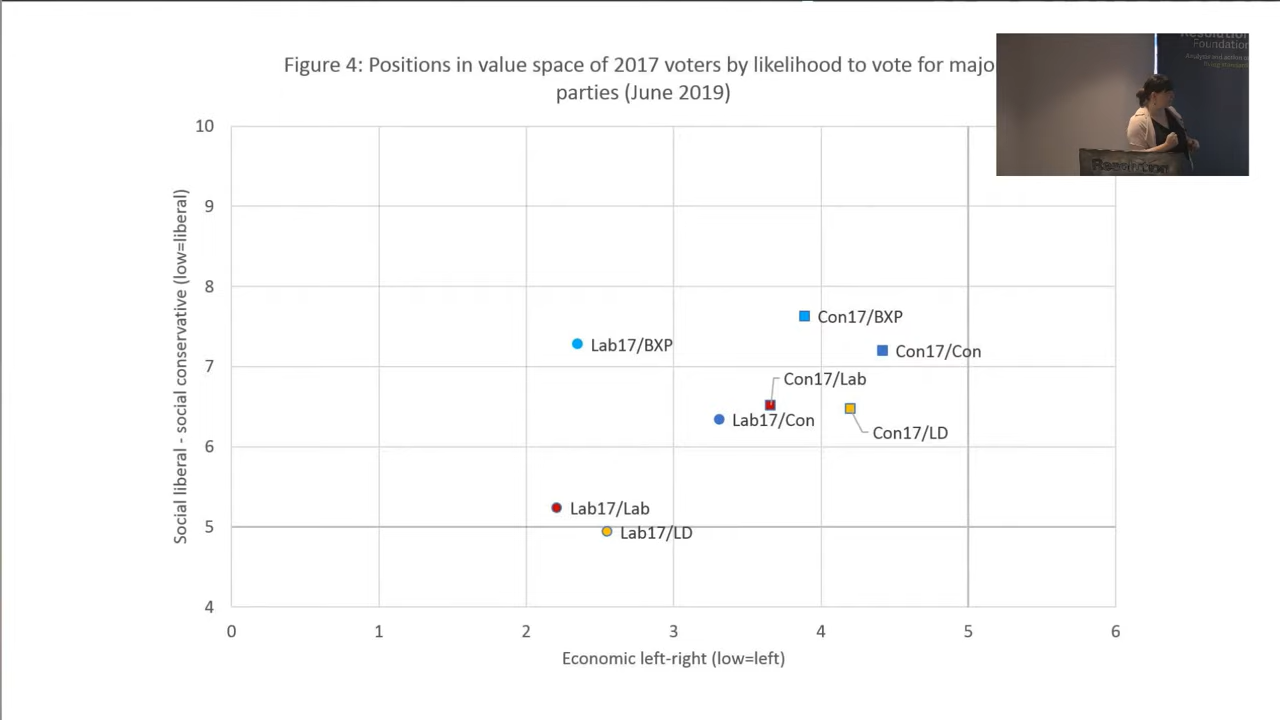 Figure 4: Positions in value space of 2017 voters by likelihood to vote for majo
parties (June 2019)
Resolution
Foundation
Resolution
10
9
8
7
6
5
4
Social liberal - social conservative (low=liberal)
Con17/BXP
Lab17/BXP
Con17/Con
Con17/Lab
Lab17/Con
Con17/LD
Lab17/Lab
Lab17/LD
0 1 2 3 4 5 6
Economic left-right (low=left)